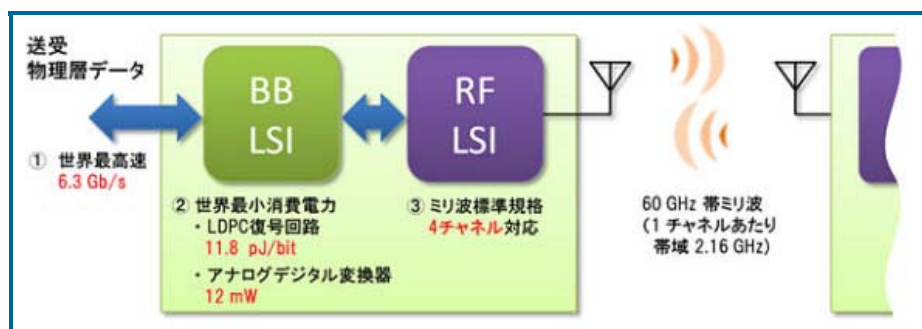 送受
物理層データ
① 世界最高速
6.3 Gb/s
BB
LSI
RF
LSI
② 世界最小消費電力
・LDPC復号回路
11.8 pJ/bit
・アナログデジタル変換器
12 mW
③ ミリ波標準規格
4チャネル対応
60 GHz 帯ミリ波
(1 チャネルあたり
帯域 2.16 GHz)